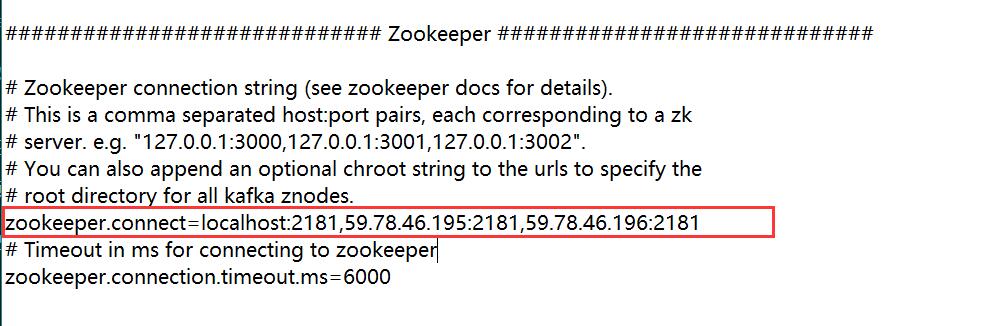 ############################# Zookeeper #############################
# Zookeeper connection string (see zookeeper docs for details).
# This is a comma separated host:port pairs, each corresponding to a zk
# server. e.g. "127.0.0.1:3000,127.0.0.1:3001,127.0.0.1:3002".
# You can also append an optional chroot string to the urls to specify the
# root directory for all kafka znodes.
zookeeper.connect=localhost:2181,59.78.46.195:2181,59.78.46.196:2181
# Timeout in ms for connecting to zookeeper
zookeeper.connection.timeout.ms=6000